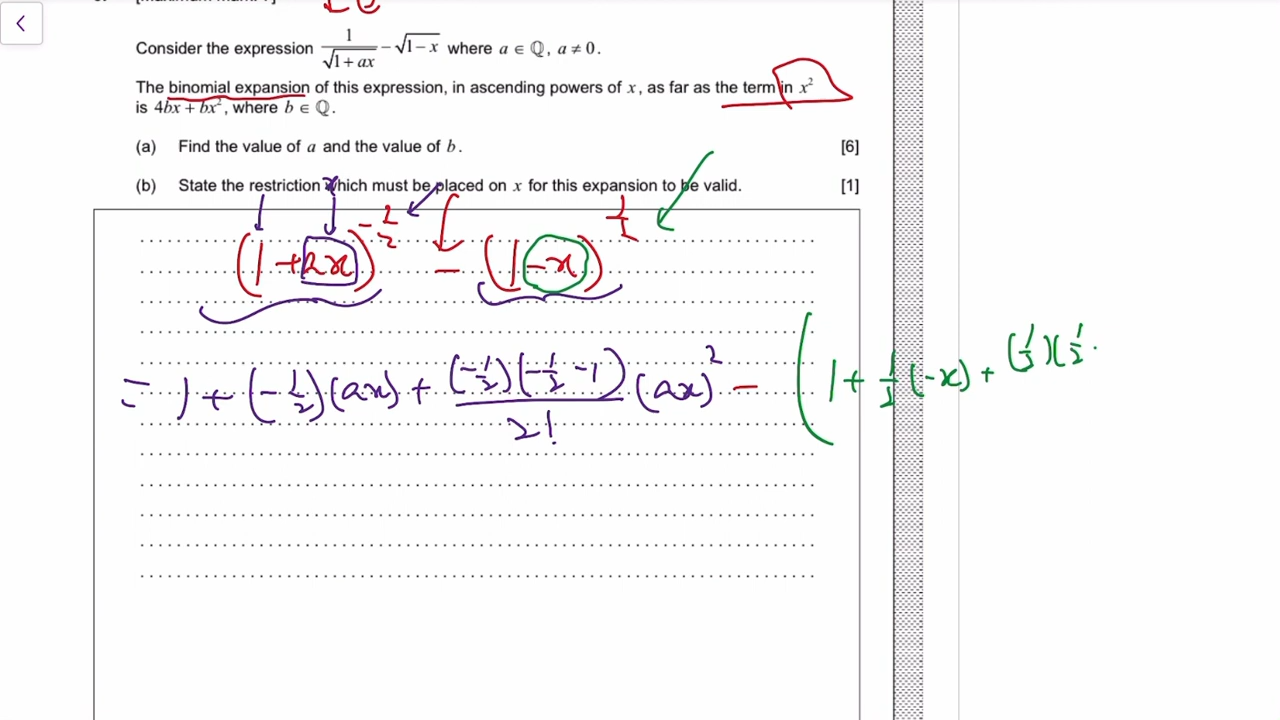 Consider the expression 1/√(1 + ax) − √(1 − x) where a ∈ ℚ, a ≠ 0.
The binomial expansion of this expression, in ascending powers of x, as far as the term in x²
is 4bx + bx², where b ∈ ℚ.
(a) Find the value of a and the value of b. [6]
(b) State the restriction which must be placed on x for this expansion to be valid. [1]
x
(1 + ax)^(-1/2) − (1 − x)^(1/2)
= 1 + (-1/2)(ax) + (-1/2)(-1/2 -1)/2! (ax)² − (1 + 1/2 (-x) + (1/2)(1/2